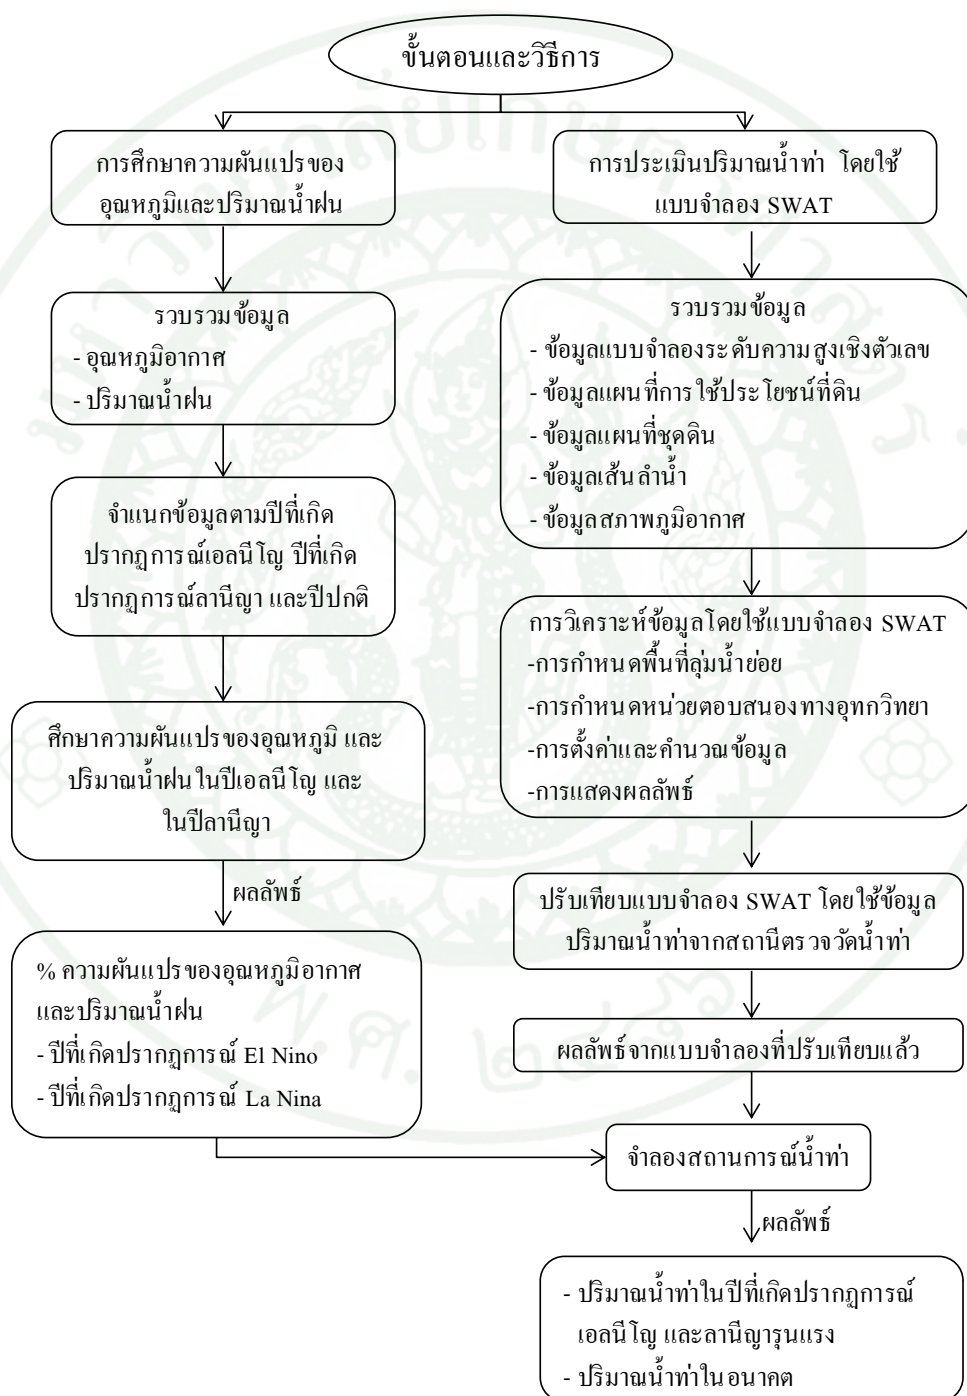 ขั้นตอนและวิธีการ
การศึกษาความผันแปรของ
อุณหภูมิและปริมาณน้ำฝน
รวบรวมข้อมูล
- อุณหภูมิอากาศ
- ปริมาณน้ำฝน
จำแนกข้อมูลตามปีที่เกิด
ปรากฏการณ์เอลนีโญ ปีที่เกิด
ปรากฏการณ์ลานีญา และปีปกติ
ศึกษาความผันแปรของอุณหภูมิ และ
ปริมาณน้ำฝนในปีเอลนีโญ และ
ในปีลานีญา
ผลลัพธ์
% ความผันแปรของอุณหภูมิอากาศ
และปริมาณน้ำฝน
- ปีที่เกิดปรากฏการณ์ El Nino
- ปีที่เกิดปรากฏการณ์ La Nina
การประเมินปริมาณน้ำท่า โดยใช้
แบบจำลอง SWAT
รวบรวมข้อมูล
- ข้อมูลแบบจำลองระดับความสูงเชิงตัวเลข
- ข้อมูลแผนที่การใช้ประโยชน์ที่ดิน
- ข้อมูลแผนที่ชุดดิน
- ข้อมูลเส้นลำน้ำ
- ข้อมูลสภาพภูมิอากาศ
การวิเคราะห์ข้อมูลโดยใช้แบบจำลอง SWAT
-การกำหนดพื้นที่ลุ่มน้ำย่อย
-การกำหนดหน่วยตอบสนองทางอุทกวิทยา
-การตั้งค่าและคำนวณข้อมูล
-การแสดงผลลัพธ์
ปรับเทียบแบบจำลอง SWAT โดยใช้ข้อมูล
ปริมาณน้ำท่าจากสถานีตรวจวัดน้ำท่า
ผลลัพธ์จากแบบจำลองที่ปรับเทียบแล้ว
จำลองสถานการณ์น้ำท่า
ผลลัพธ์
- ปริมาณน้ำท่าในปีที่เกิดปรากฏการณ์
เอลนีโญ และลานีญารุนแรง
- ปริมาณน้ำท่าในอนาคต
มหาวิทยาลัยเกษตรศาสตร์
พ.ศ. ๒๔๘๖